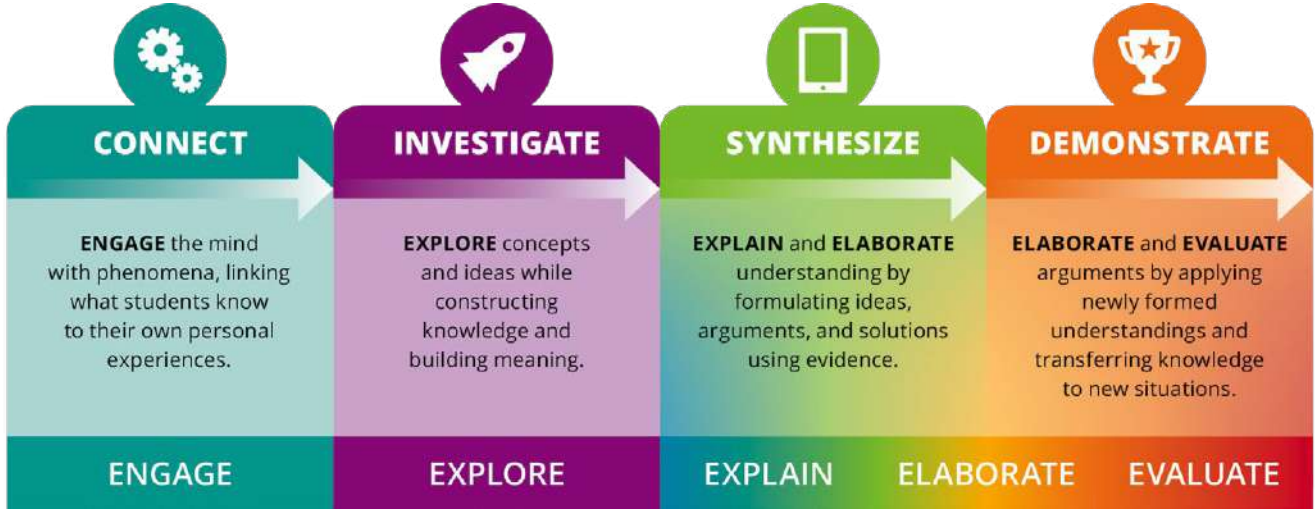 CONNECT
ENGAGE the mind
with phenomena, linking
what students know
to their own personal
experiences.
INVESTIGATE
EXPLORE concepts
and ideas while
constructing
knowledge and
building meaning.
SYNTHESIZE
EXPLAIN and ELABORATE
understanding by
formulating ideas,
arguments, and solutions
using evidence.
DEMONSTRATE
ELABORATE and EVALUATE
arguments by applying
newly formed
understandings and
transferring knowledge
to new situations.
ENGAGE
EXPLORE
EXPLAIN
ELABORATE
EVALUATE